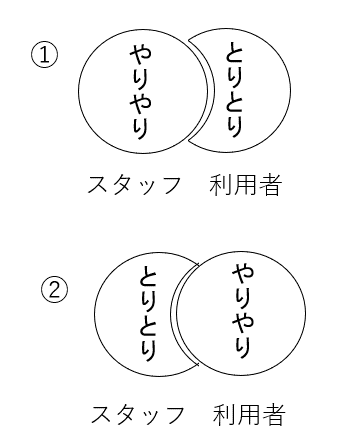 ①
やりやり
とりとり
スタッフ 利用者
②
とりとり
やりやり
スタッフ 利用者